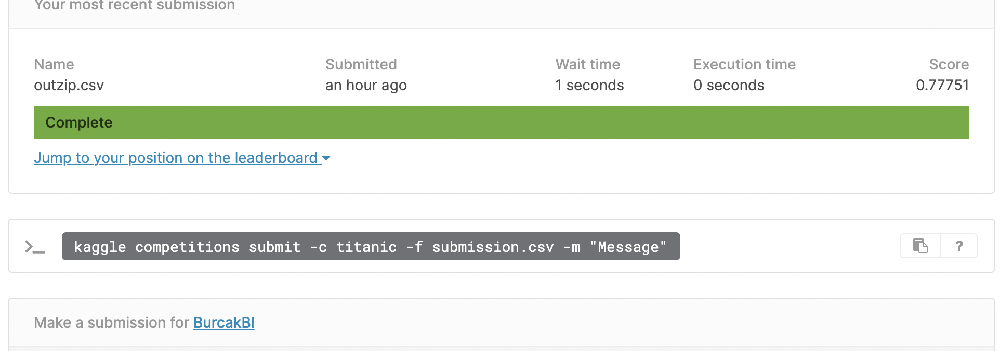 Your most recent submission
Name Submitted Wait time Execution time Score
outzip.csv an hour ago 1 seconds 0 seconds 0.77751
Complete
Jump to your position on the leaderboard
>_ kaggle competitions submit -c titanic -f submission.csv -m "Message" ?
Make a submission for BurcakBI